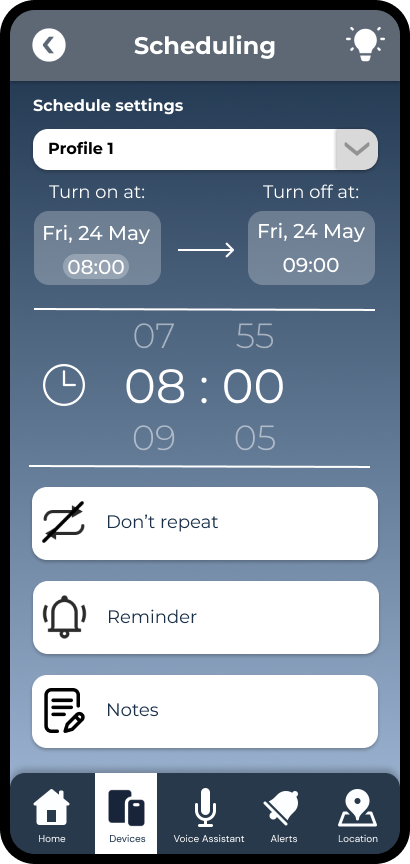 Scheduling
Schedule settings
Profile 1
Turn on at:
Turn off at:
Fri, 24 May
08:00
Fri, 24 May
09:00
07 55
08 : 00
09 05
Don’t repeat
Reminder
Notes
Home
Devices
Voice Assistant
Alerts
Location